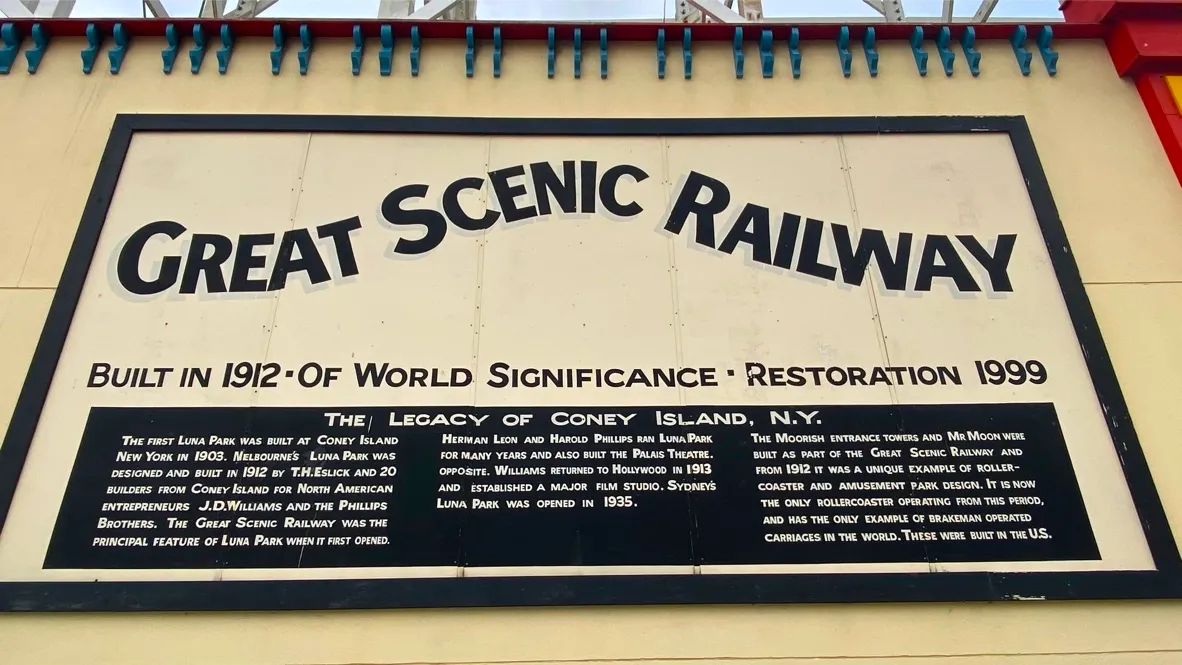 GREAT SCENIC RAILWAY
BUILT IN 1912 · OF WORLD SIGNIFICANCE · RESTORATION 1999
THE LEGACY OF CONEY ISLAND, N.Y.
THE FIRST LUNA PARK WAS BUILT AT CONEY ISLAND
NEW YORK IN 1903. MELBOURNE'S LUNA PARK WAS
DESIGNED AND BUILT IN 1912 BY T.H.ESLICK AND 20
BUILDERS FROM CONEY ISLAND FOR NORTH AMERICAN
ENTREPRENEURS J.D.WILLIAMS AND THE PHILLIPS
BROTHERS. THE GREAT SCENIC RAILWAY WAS THE
PRINCIPAL FEATURE OF LUNA PARK WHEN IT FIRST OPENED.
HERMAN LEON AND HAROLD PHILLIPS RAN LUNA PARK
FOR MANY YEARS AND ALSO BUILT THE PALAIS THEATRE.
OPPOSITE. WILLIAMS RETURNED TO HOLLYWOOD IN 1913
AND ESTABLISHED A MAJOR FILM STUDIO. SYDNEY'S
LUNA PARK WAS OPENED IN 1935.
THE MOORISH ENTRANCE TOWERS AND MR MOON WERE
BUILT AS PART OF THE GREAT SCENIC RAILWAY AND
FROM 1912 IT WAS A UNIQUE EXAMPLE OF ROLLER-
COASTER AND AMUSEMENT PARK DESIGN. IT IS NOW
THE ONLY ROLLERCOASTER OPERATING FROM THIS PERIOD,
AND HAS THE ONLY EXAMPLE OF BRAKEMAN OPERATED
CARRIAGES IN THE WORLD. THESE WERE BUILT IN THE U.S.